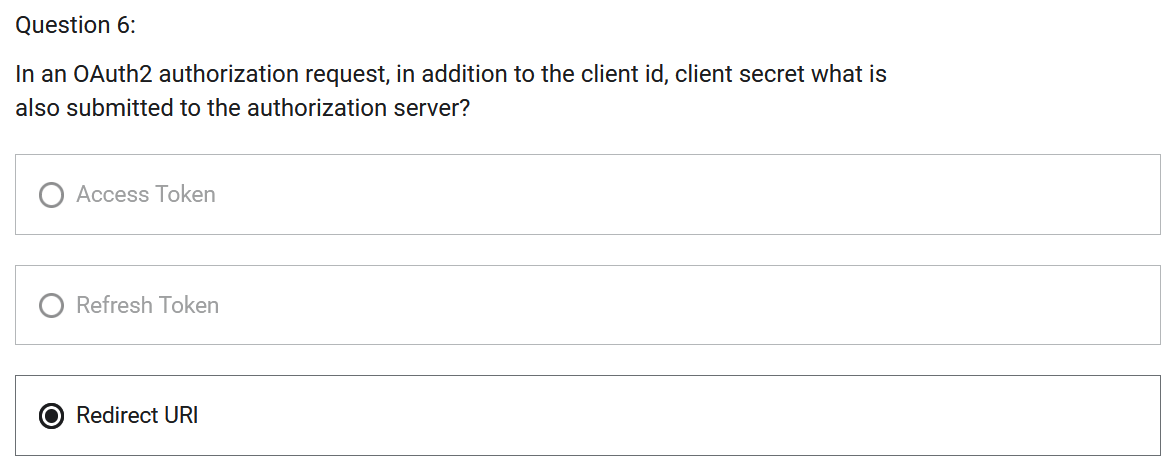 Question 6:
In an OAuth2 authorization request, in addition to the client id, client secret what is
also submitted to the authorization server?
Access Token
Refresh Token
Redirect URI